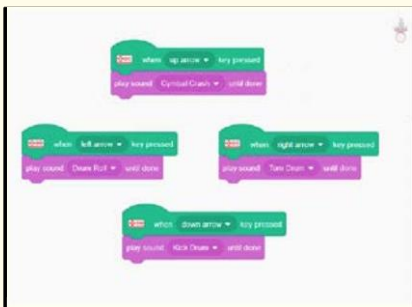 when up arrow key pressed
play sound Cymbal Crash until done
when left arrow key pressed
when right arrow key pressed
play sound Drum Roll until done
play sound Tom Drum until done
when down arrow key pressed
play sound Kick Drum until done